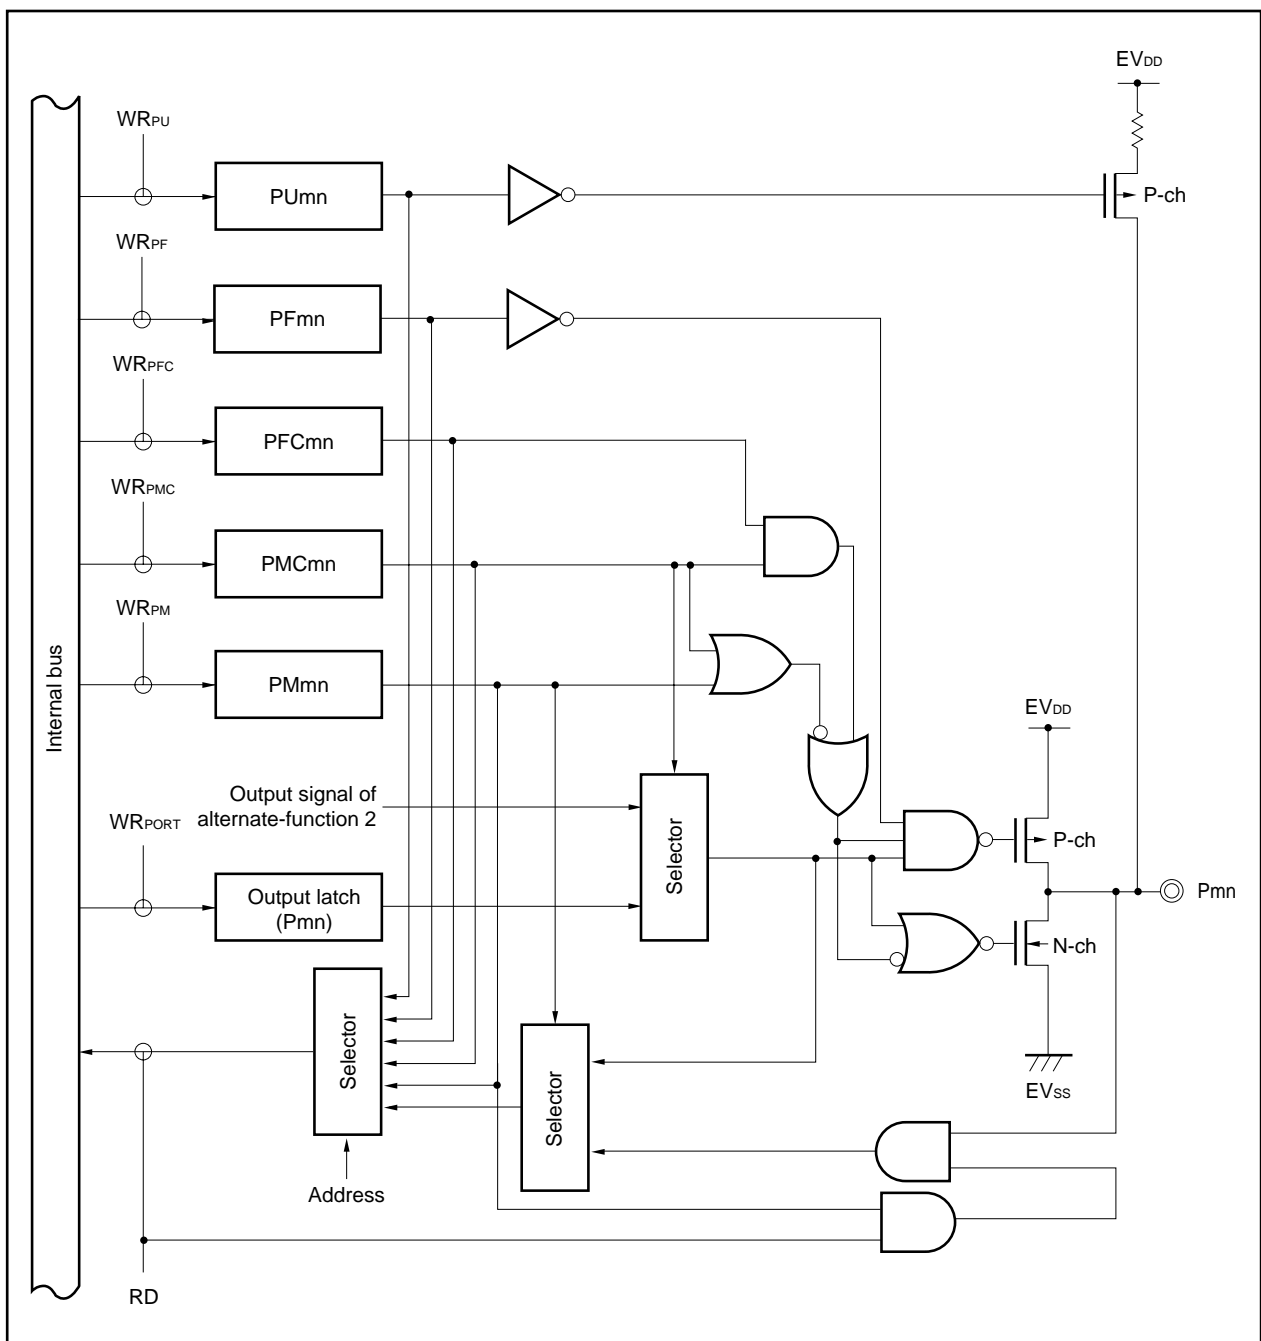 EVDD
WRPU
PUmn
P-ch
WRPF
PFmn
WRPFC
PFCmn
WRPMC
PMCmn
WRPM
PMmn
Internal bus
EVDD
Output signal of
alternate-function 2
WRPORT
Selector
P-ch
Output latch
(Pmn)
Pmn
N-ch
Selector
Selector
EVSS
Address
RD